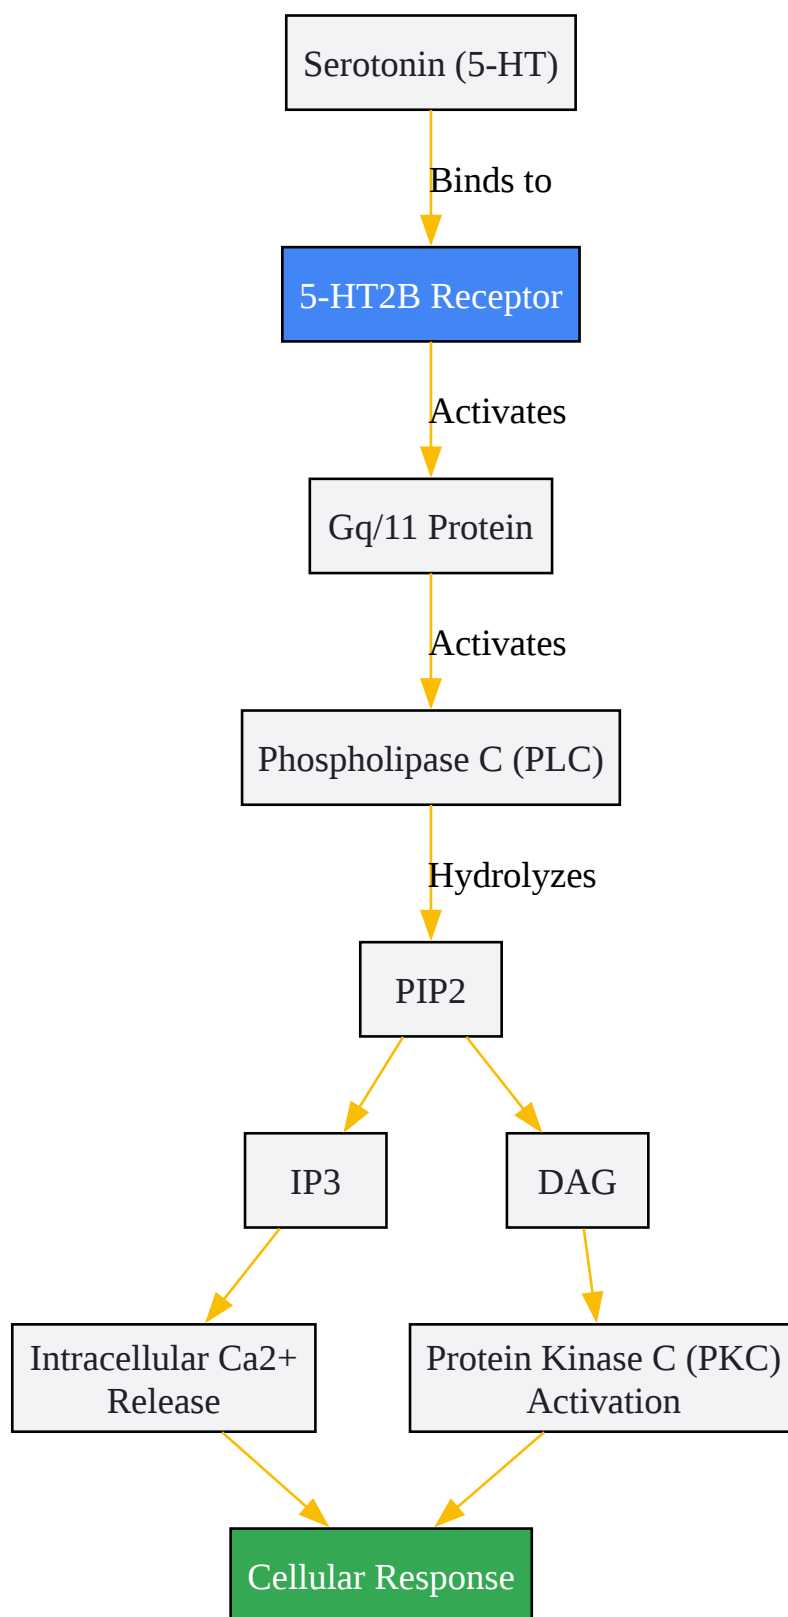 Serotonin (5-HT)
Binds to
5-HT2B Receptor
Activates
Gq/11 Protein
Activates
Phospholipase C (PLC)
Hydrolyzes
PIP2
IP3
DAG
Intracellular Ca2+
Release
Protein Kinase C (PKC)
Activation
Cellular Response